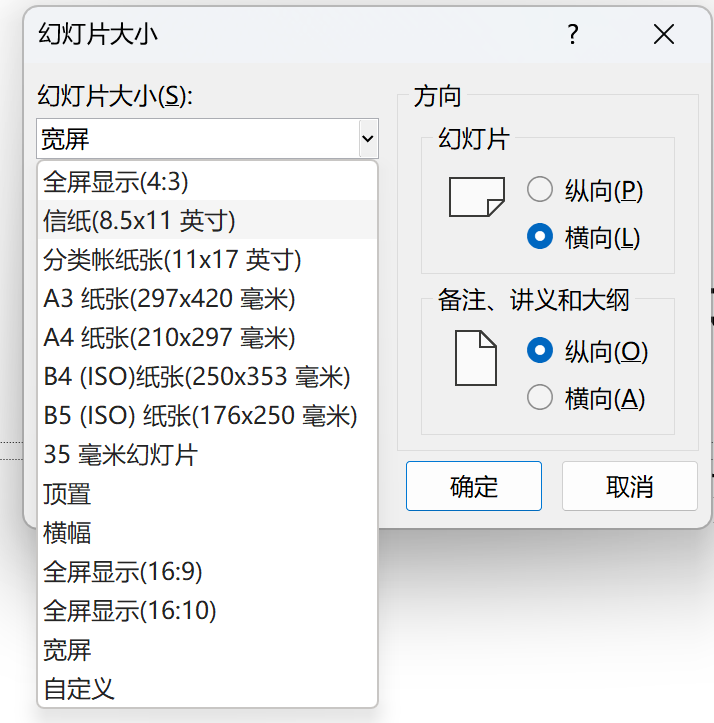 幻灯片大小 ?
幻灯片大小(S):
宽屏
全屏显示(4:3)
信纸(8.5x11 英寸)
分类帐纸张(11x17 英寸)
A3 纸张(297x420 毫米)
A4 纸张(210x297 毫米)
B4 (ISO)纸张(250x353 毫米)
B5 (ISO) 纸张(176x250 毫米)
35 毫米幻灯片
顶置
横幅
全屏显示(16:9)
全屏显示(16:10)
宽屏
自定义
方向
幻灯片
纵向(P)
横向(L)
备注、讲义和大纲
纵向(O)
横向(A)
确定
取消